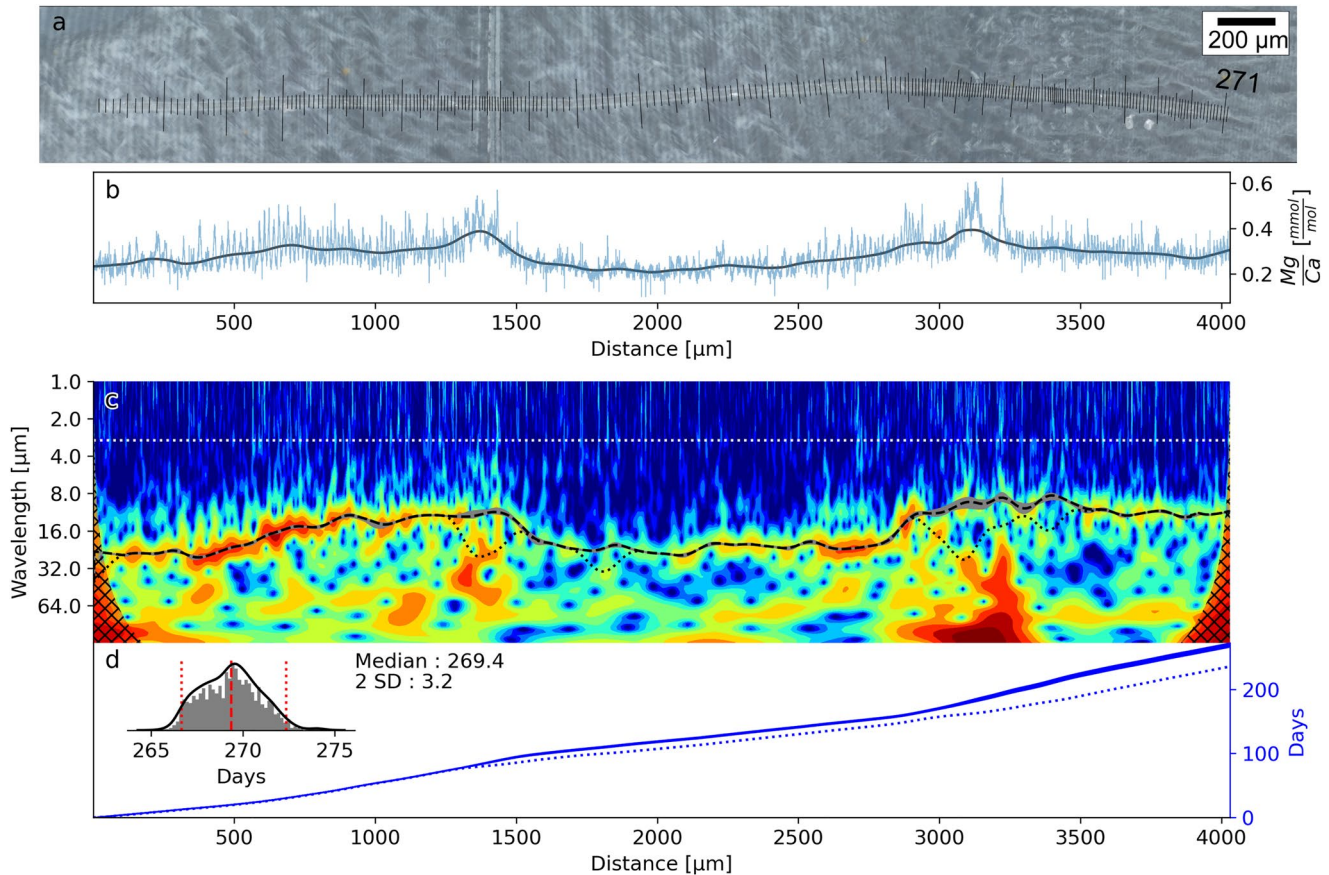 a
200 µm
271
b
0.6
0.4
0.2
Mg/Ca [mmol/mol]
500 1000 1500 2000 2500 3000 3500 4000
Distance [µm]
c
1.0
2.0
4.0
8.0
16.0
32.0
64.0
Wavelength [µm]
d
Median : 269.4
2 SD : 3.2
265 270 275
Days
200
100
0
Days
500 1000 1500 2000 2500 3000 3500 4000
Distance [µm]